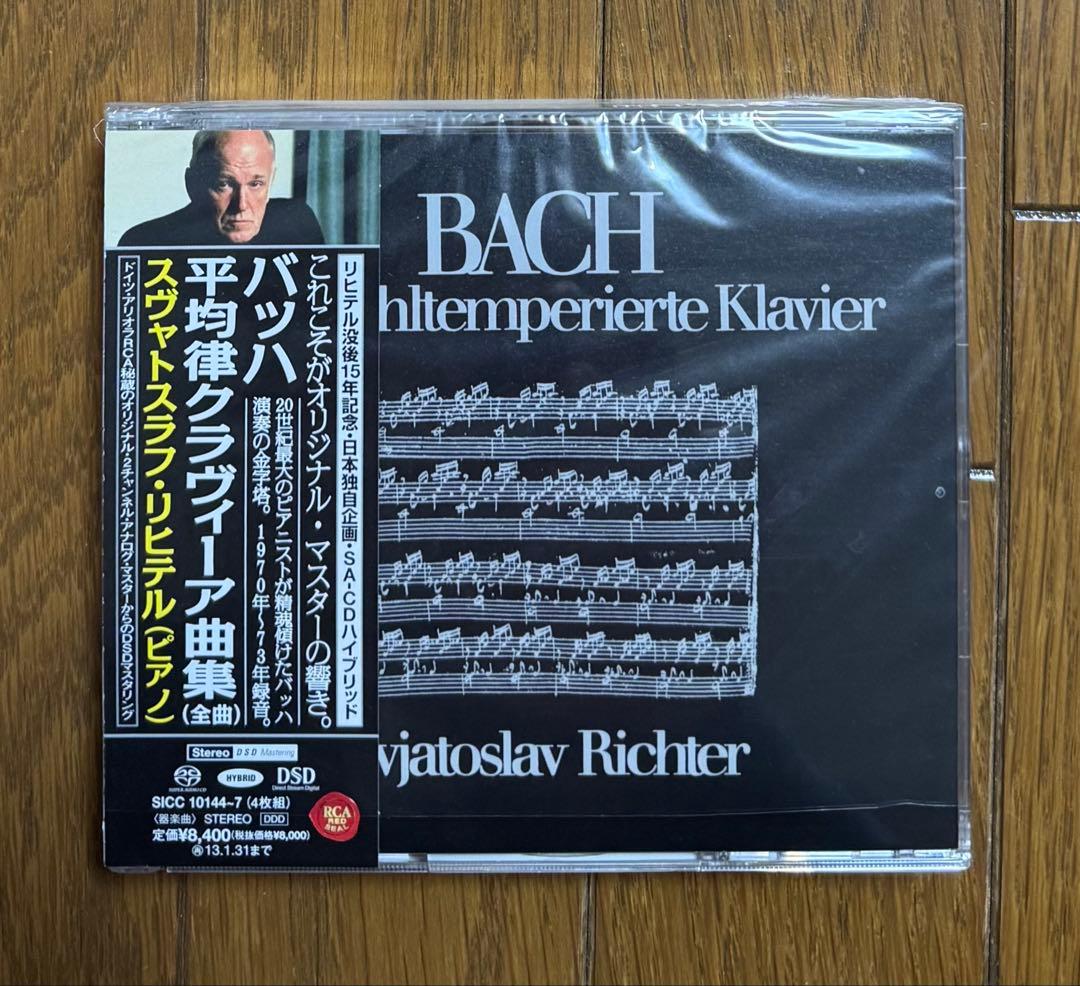 リヒテル没後15年記念・日本独自企画・SA-CDハイブリッド
これこそがオリジナル・マスターの響き。
バッハ
20世紀最大のピアニストが精魂傾けたバッハ
演奏の金字塔。1970年~73年録音。
平均律クラヴィーア曲集(全曲)
スヴャトスラフ・リヒテル(ピアノ)
ドイツ・アリオラRCA秘蔵のオリジナル・2チャンネル・アナログ・マスターからのDSDマスタリング
Stereo DSD Mastering
SUPER AUDIO CD
HYBRID
DSD
Direct Stream Digital
SICC 10144~7 (4枚組)
〈器楽曲〉 STEREO DDD
定価¥8,400(税抜価格¥8,000)
再13.1.31まで
RCA
RED
SEAL
BACH
hltemperierte Klavier
vjatoslav Richter